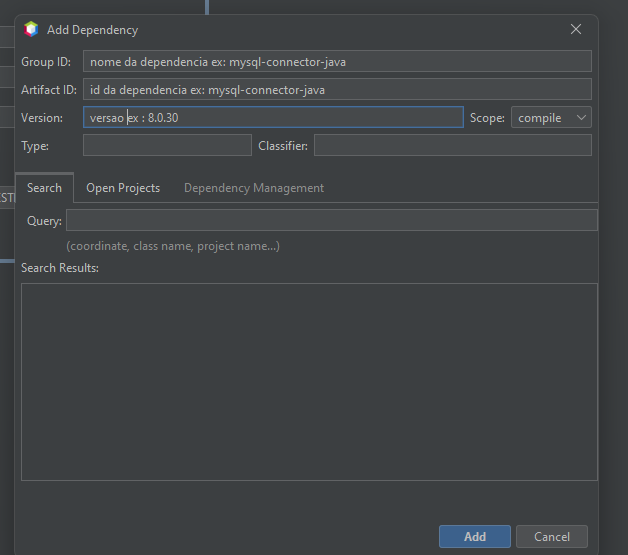 Add Dependency
Group ID: nome da dependencia ex: mysql-connector-java
Artifact ID: id da dependencia ex: mysql-connector-java
Version: versao ex : 8.0.30 Scope: compile
Type: Classifier:
Search Open Projects Dependency Management
Query:
(coordinate, class name, project name...)
Search Results:
Add Cancel